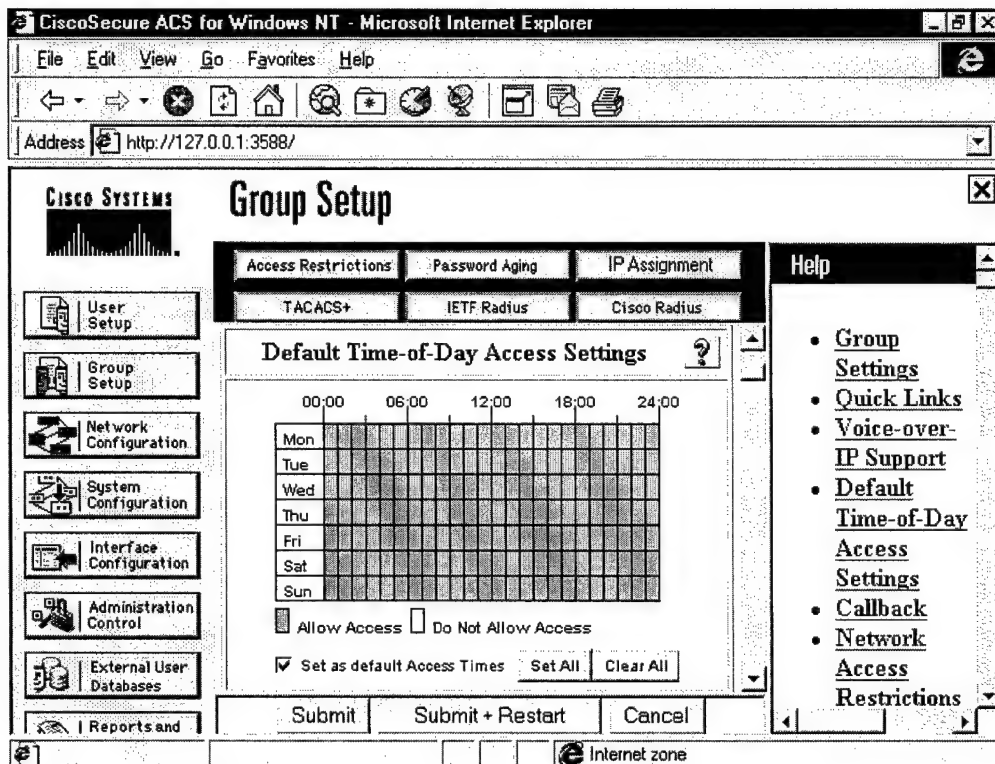 CiscoSecure ACS for Windows NT - Microsoft Internet Explorer
File Edit View Go Favorites Help
Address http://127.0.0.1:3588/
CISCO SYSTEMS
Group Setup
Access Restrictions Password Aging IP Assignment
TACACS+ IETF Radius Cisco Radius
User Setup
Group Setup
Network Configuration
System Configuration
Interface Configuration
Administration Control
External User Databases
Reports and
Default Time-of-Day Access Settings ?
00:00 06:00 12:00 18:00 24:00
Mon
Tue
Wed
Thu
Fri
Sat
Sun
Allow Access Do Not Allow Access
Set as default Access Times Set All Clear All
Submit Submit + Restart Cancel
Help
Group
Settings
Quick Links
Voice-over-
IP Support
Default
Time-of-Day
Access
Settings
Callback
Network
Access
Restrictions
Internet zone